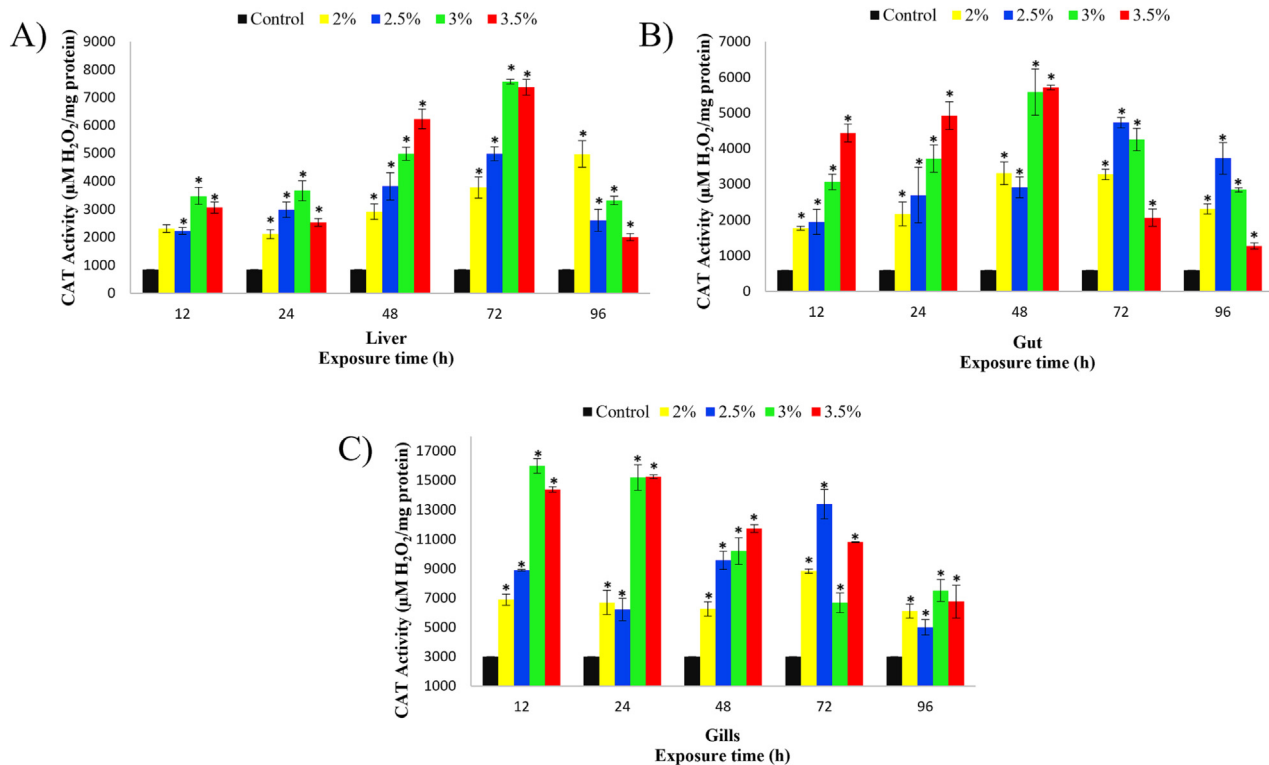 A)
■Control ■2% ■2.5% ■3% ■3.5%
CAT Activity (µM H₂O₂/mg protein)
9000
8000
7000
6000
5000
4000
3000
2000
1000
0
* * * *
* * * *
* * * *
* * * *
* * * *
12 24 48 72 96
Liver
Exposure time (h)
B)
■Control ■2% ■2.5% ■3% ■3.5%
CAT Activity (µM H₂O₂/mg protein)
7000
6000
5000
4000
3000
2000
1000
0
* * * *
* * * *
* * * *
* * * *
* * * *
12 24 48 72 96
Gut
Exposure time (h)
C)
■Control ■2% ■2.5% ■3% ■3.5%
CAT Activity (µM H₂O₂/mg protein)
17000
15000
13000
11000
9000
7000
5000
3000
1000
* * * *
* * * *
* * * *
* * * *
* * * *
12 24 48 72 96
Gills
Exposure time (h)